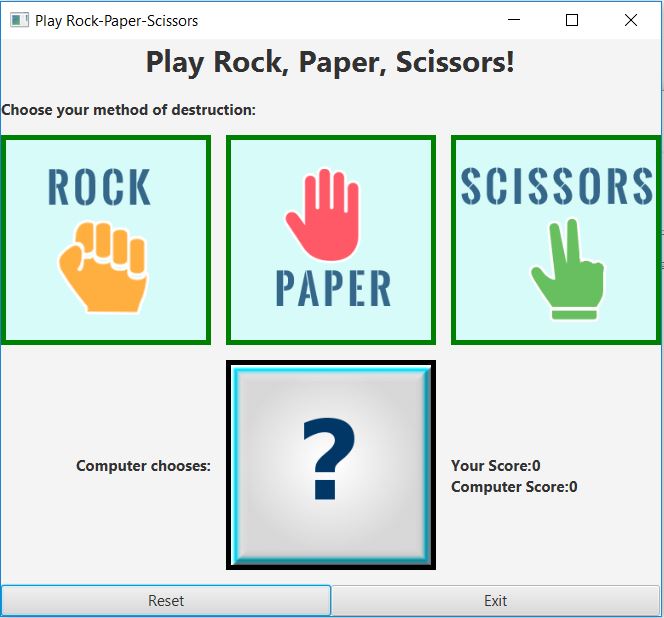 Play Rock-Paper-Scissors
Play Rock, Paper, Scissors!
Choose your method of destruction:
ROCK
PAPER
SCISSORS
Computer chooses:
?
Your Score:0
Computer Score:0
Reset
Exit